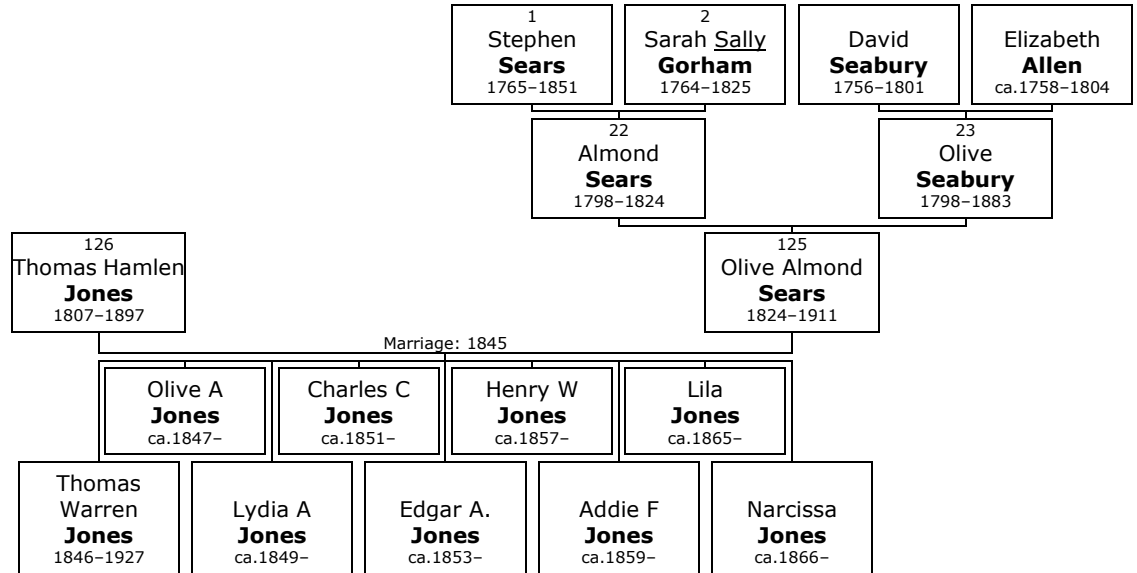 1
Stephen
Sears
1765–1851
2
Sarah Sally
Gorham
1764–1825
David
Seabury
1756–1801
Elizabeth
Allen
ca.1758–1804
22
Almond
Sears
1798–1824
23
Olive
Seabury
1798–1883
126
Thomas Hamlen
Jones
1807–1897
125
Olive Almond
Sears
1824–1911
Marriage: 1845
Olive A
Jones
ca.1847–
Charles C
Jones
ca.1851–
Henry W
Jones
ca.1857–
Lila
Jones
ca.1865–
Thomas
Warren
Jones
1846–1927
Lydia A
Jones
ca.1849–
Edgar A.
Jones
ca.1853–
Addie F
Jones
ca.1859–
Narcissa
Jones
ca.1866–